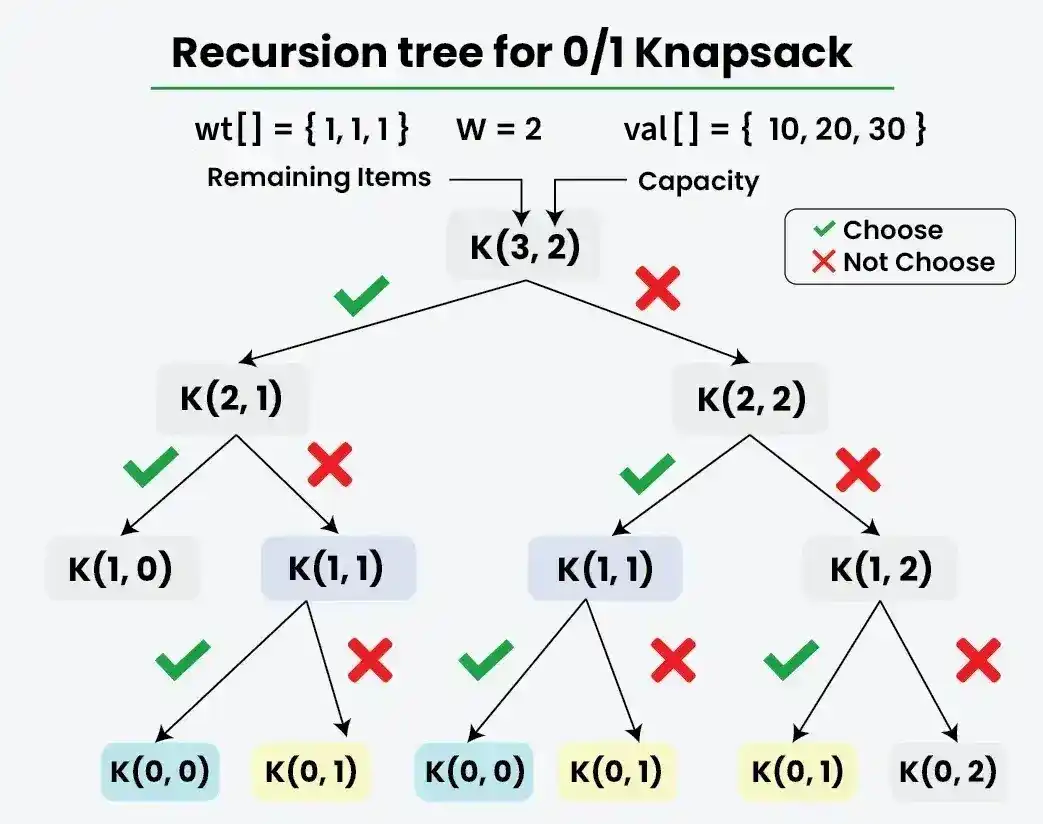 Recursion tree for 0/1 Knapsack
wt[] = { 1, 1, 1 } W = 2 val[] = { 10, 20, 30 }
Remaining Items Capacity
K(3, 2)
Choose
Not Choose
K(2, 1) K(2, 2)
K(1, 0) K(1, 1) K(1, 1) K(1, 2)
K(0, 0) K(0, 1) K(0, 0) K(0, 1) K(0, 1) K(0, 2)